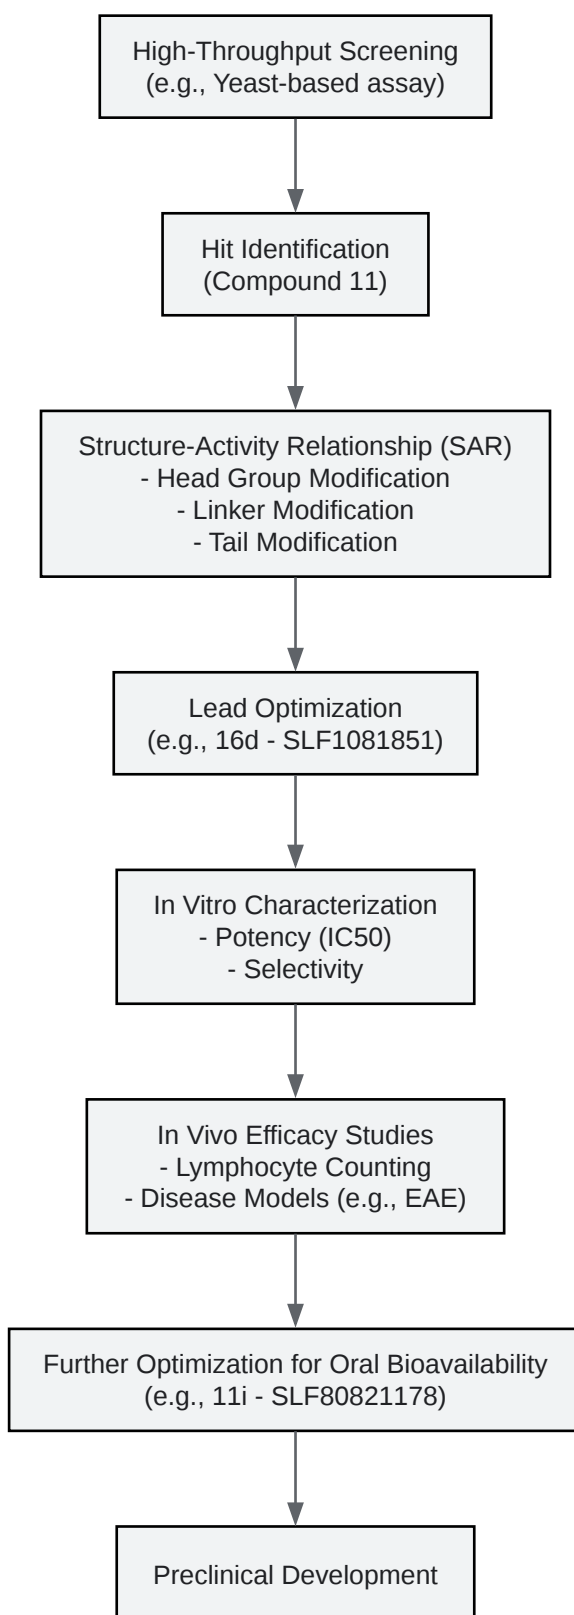 High-Throughput Screening
(e.g., Yeast-based assay)
Hit Identification
(Compound 11)
Structure-Activity Relationship (SAR)
- Head Group Modification
- Linker Modification
- Tail Modification
Lead Optimization
(e.g., 16d - SLF1081851)
In Vitro Characterization
- Potency (IC50)
- Selectivity
In Vivo Efficacy Studies
- Lymphocyte Counting
- Disease Models (e.g., EAE)
Further Optimization for Oral Bioavailability
(e.g., 11i - SLF80821178)
Preclinical Development